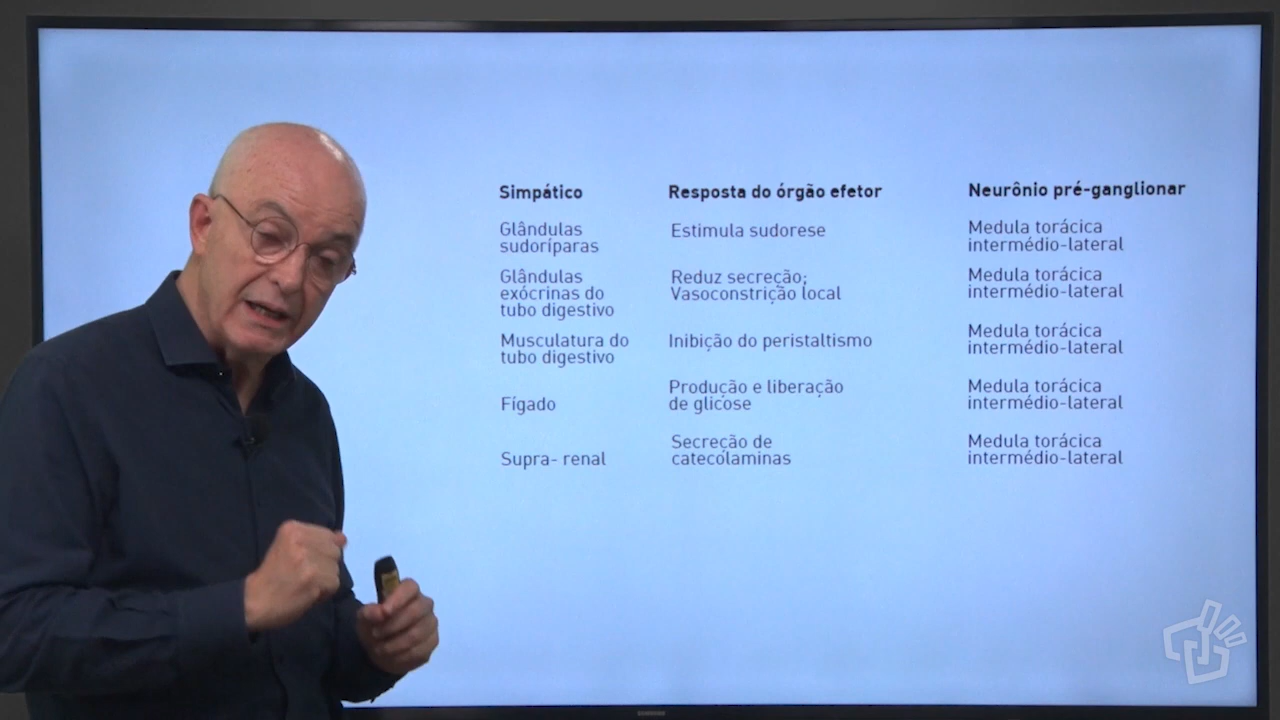 Simpático Resposta do órgão efetor Neurônio pré-ganglionar
Glândulas
sudoríparas
Estimula sudorese
Medula torácica
intermédio-lateral
Glândulas
exócrinas do
tubo digestivo
Reduz secreção;
Vasoconstrição local
Medula torácica
intermédio-lateral
Musculatura do
tubo digestivo
Inibição do peristaltismo
Medula torácica
intermédio-lateral
Fígado
Produção e liberação
de glicose
Medula torácica
intermédio-lateral
Supra- renal
Secreção de
catecolaminas
Medula torácica
intermédio-lateral